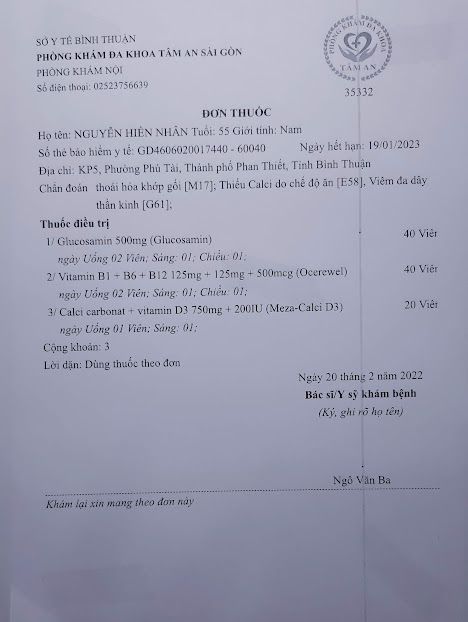 SỞ Y TẾ BÌNH THUẬN
PHÒNG KHÁM ĐA KHOA TÂM AN SÀI GÒN
PHÒNG KHÁM NỘI
Số điện thoại: 02523756639
PHÒNG KHÁM ĐA KHOA
TÂM AN
35332
ĐƠN THUỐC
Họ tên: NGUYỄN HIỀN NHÂN Tuổi: 55 Giới tính: Nam
Số thẻ bảo hiểm y tế: GD4606020017440 - 60040 Ngày hết hạn: 19/01/2023
Địa chỉ: KP5, Phường Phú Tài, Thành phố Phan Thiết, Tỉnh Bình Thuận
Chẩn đoán thoái hóa khớp gối [M17]; Thiếu Calci do chế độ ăn [E58], Viêm đa dây
thần kinh [G61];
Thuốc điều trị
1/ Glucosamin 500mg (Glucosamin) 40 Viên
ngày Uống 02 Viên; Sáng: 01; Chiều: 01;
2/ Vitamin B1 + B6 + B12 125mg + 125mg + 500mcg (Ocerewel) 40 Viên
ngày Uống 02 Viên; Sáng: 01; Chiều: 01;
3/ Calci carbonat + vitamin D3 750mg + 200IU (Meza-Calci D3) 20 Viên
ngày Uống 01 Viên; Sáng: 01;
Cộng khoản: 3
Lời dặn: Dùng thuốc theo đơn
Ngày 20 tháng 2 năm 2022
Bác sĩ/Y sỹ khám bệnh
(Ký, ghi rõ họ tên)
Ngô Văn Ba
Khám lại xin mang theo đơn này